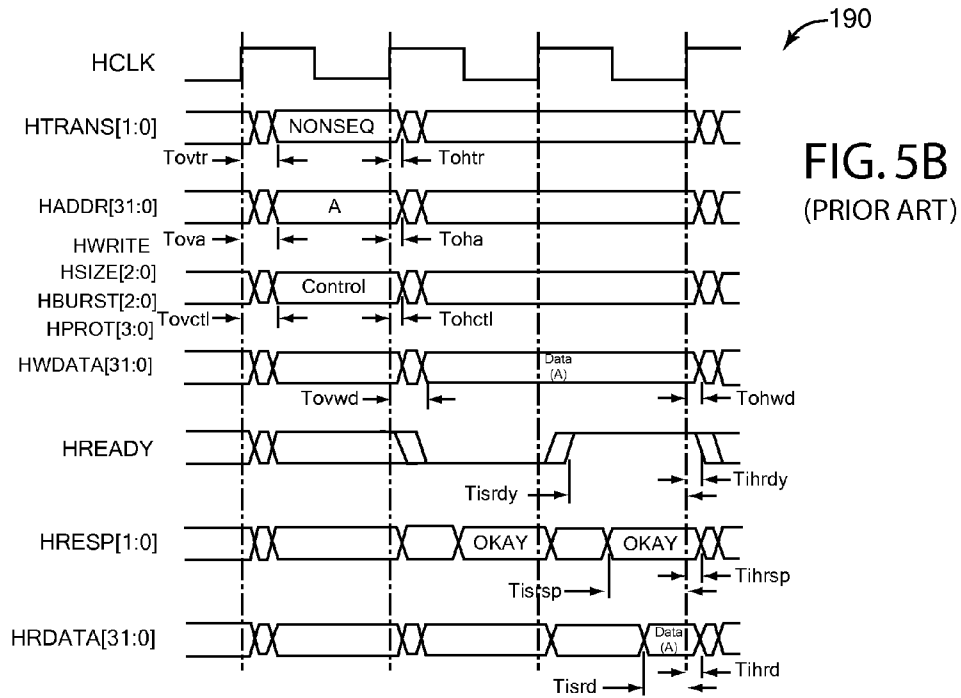 190
HCLK
HTRANS[1:0]
NONSEQ
Tovtr
Tohtr
FIG. 5B
(PRIOR ART)
HADDR[31:0]
A
HWRITE
Tova
Toha
HSIZE[2:0]
Control
HBURST[2:0]
HPROT[3:0]
Tovctl
Tohctl
HWDATA[31:0]
Data
(A)
Tovwd
Tohwd
HREADY
Tisrdy
Tihrdy
HRESP[1:0]
OKAY
OKAY
Tisrsp
Tihrsp
HRDATA[31:0]
Data
(A)
Tisrd
Tihrd